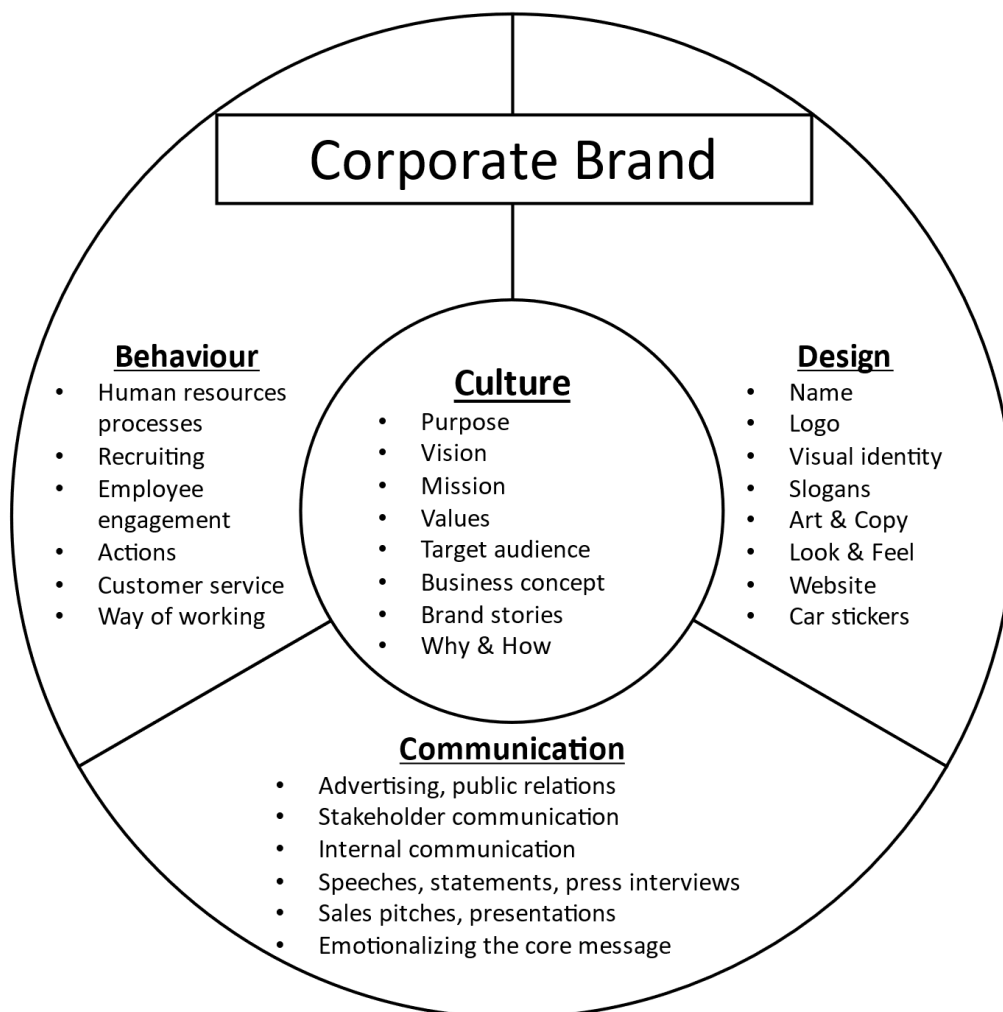 Corporate Brand
Behaviour
• Human resources
processes
• Recruiting
• Employee
engagement
• Actions
• Customer service
• Way of working
Culture
• Purpose
• Vision
• Mission
• Values
• Target audience
• Business concept
• Brand stories
• Why & How
Design
• Name
• Logo
• Visual identity
• Slogans
• Art & Copy
• Look & Feel
• Website
• Car stickers
Communication
• Advertising, public relations
• Stakeholder communication
• Internal communication
• Speeches, statements, press interviews
• Sales pitches, presentations
• Emotionalizing the core message